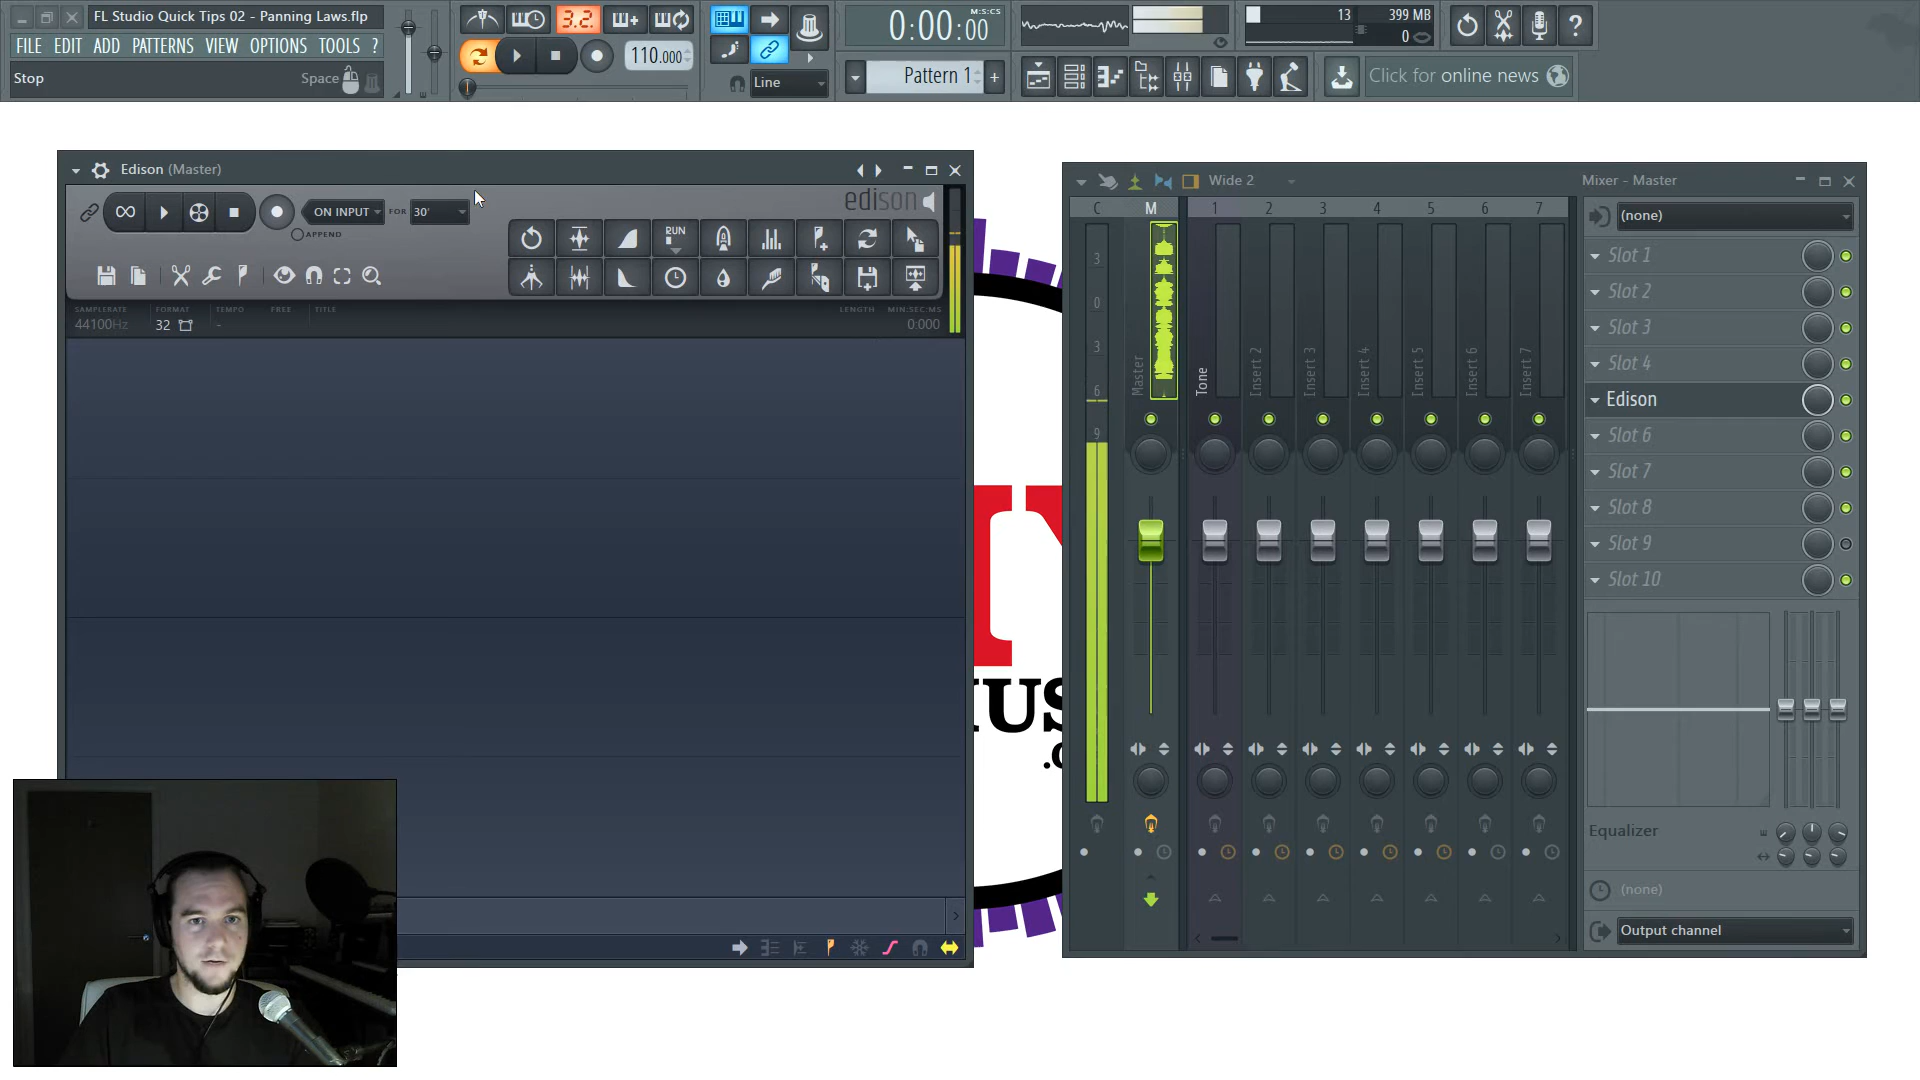 FL Studio Quick Tips 02 - Panning Laws.flp
FILE EDIT ADD PATTERNS VIEW OPTIONS TOOLS ?
Stop
Space
3.2.
110.000
Line
0:00:00
M:S:CS
Pattern 1
+
13
399 MB
0
?
Click for online news
Edison (Master)
ON INPUT
FOR
30'
APPEND
edison
RUN
SAMPLERATE
44100Hz
FORMAT
32
TEMPO
-
FREE
TITLE
LENGTH
MIN:SEC:MS
0:000
Wide 2
Mixer - Master
C M 1 2 3 4 5 6 7
3
0
3
6
9
Master
Tone
Insert 2
Insert 3
Insert 4
Insert 5
Insert 6
Insert 7
(none)
Slot 1
Slot 2
Slot 3
Slot 4
Edison
Slot 6
Slot 7
Slot 8
Slot 9
Slot 10
Equalizer
(none)
Output channel